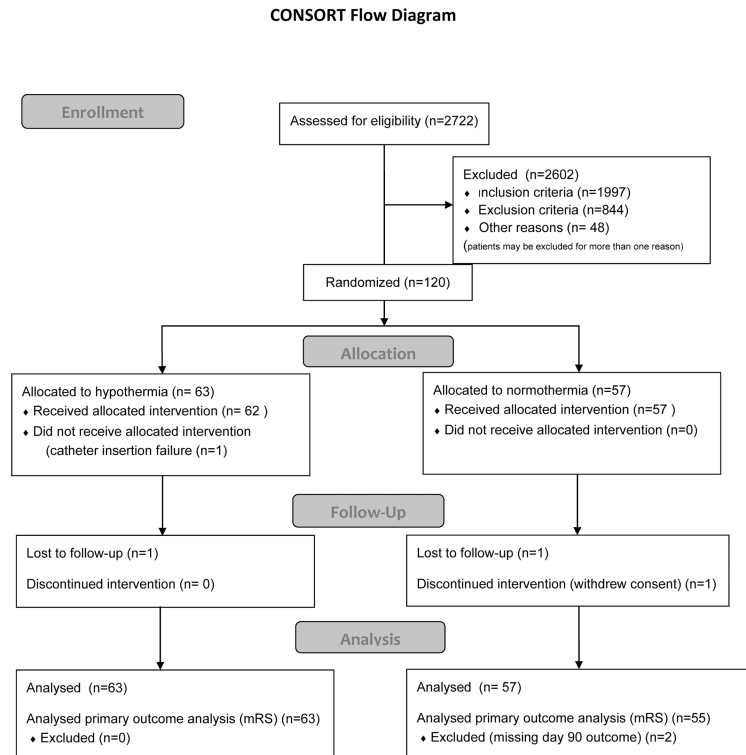 CONSORT Flow Diagram
Enrollment
Assessed for eligibility (n=2722)
Excluded (n=2602)
♦ Inclusion criteria (n=1997)
♦ Exclusion criteria (n=844)
♦ Other reasons (n= 48)
(patients may be excluded for more than one reason)
Randomized (n=120)
Allocation
Allocated to hypothermia (n= 63)
♦ Received allocated intervention (n= 62 )
♦ Did not receive allocated intervention
(catheter insertion failure (n=1)
Allocated to normothermia (n=57)
♦ Received allocated intervention (n=57 )
♦ Did not receive allocated intervention (n=0)
Follow-Up
Lost to follow-up (n=1)
Discontinued intervention (n= 0)
Lost to follow-up (n=1)
Discontinued intervention (withdrew consent) (n=1)
Analysis
Analysed (n=63)
Analysed primary outcome analysis (mRS) (n=63)
♦ Excluded (n=0)
Analysed (n= 57)
Analysed primary outcome analysis (mRS) (n=55)
♦ Excluded (missing day 90 outcome) (n=2)